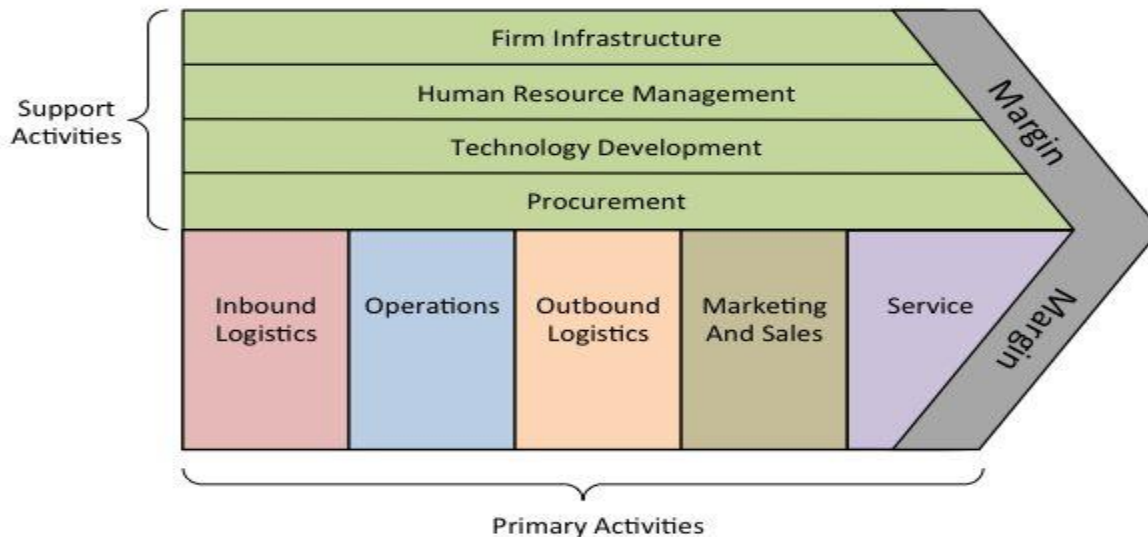 Firm Infrastructure
Human Resource Management
Technology Development
Procurement
Support
Activities
Margin
Inbound
Logistics
Operations
Outbound
Logistics
Marketing
And Sales
Service
Margin
Primary Activities